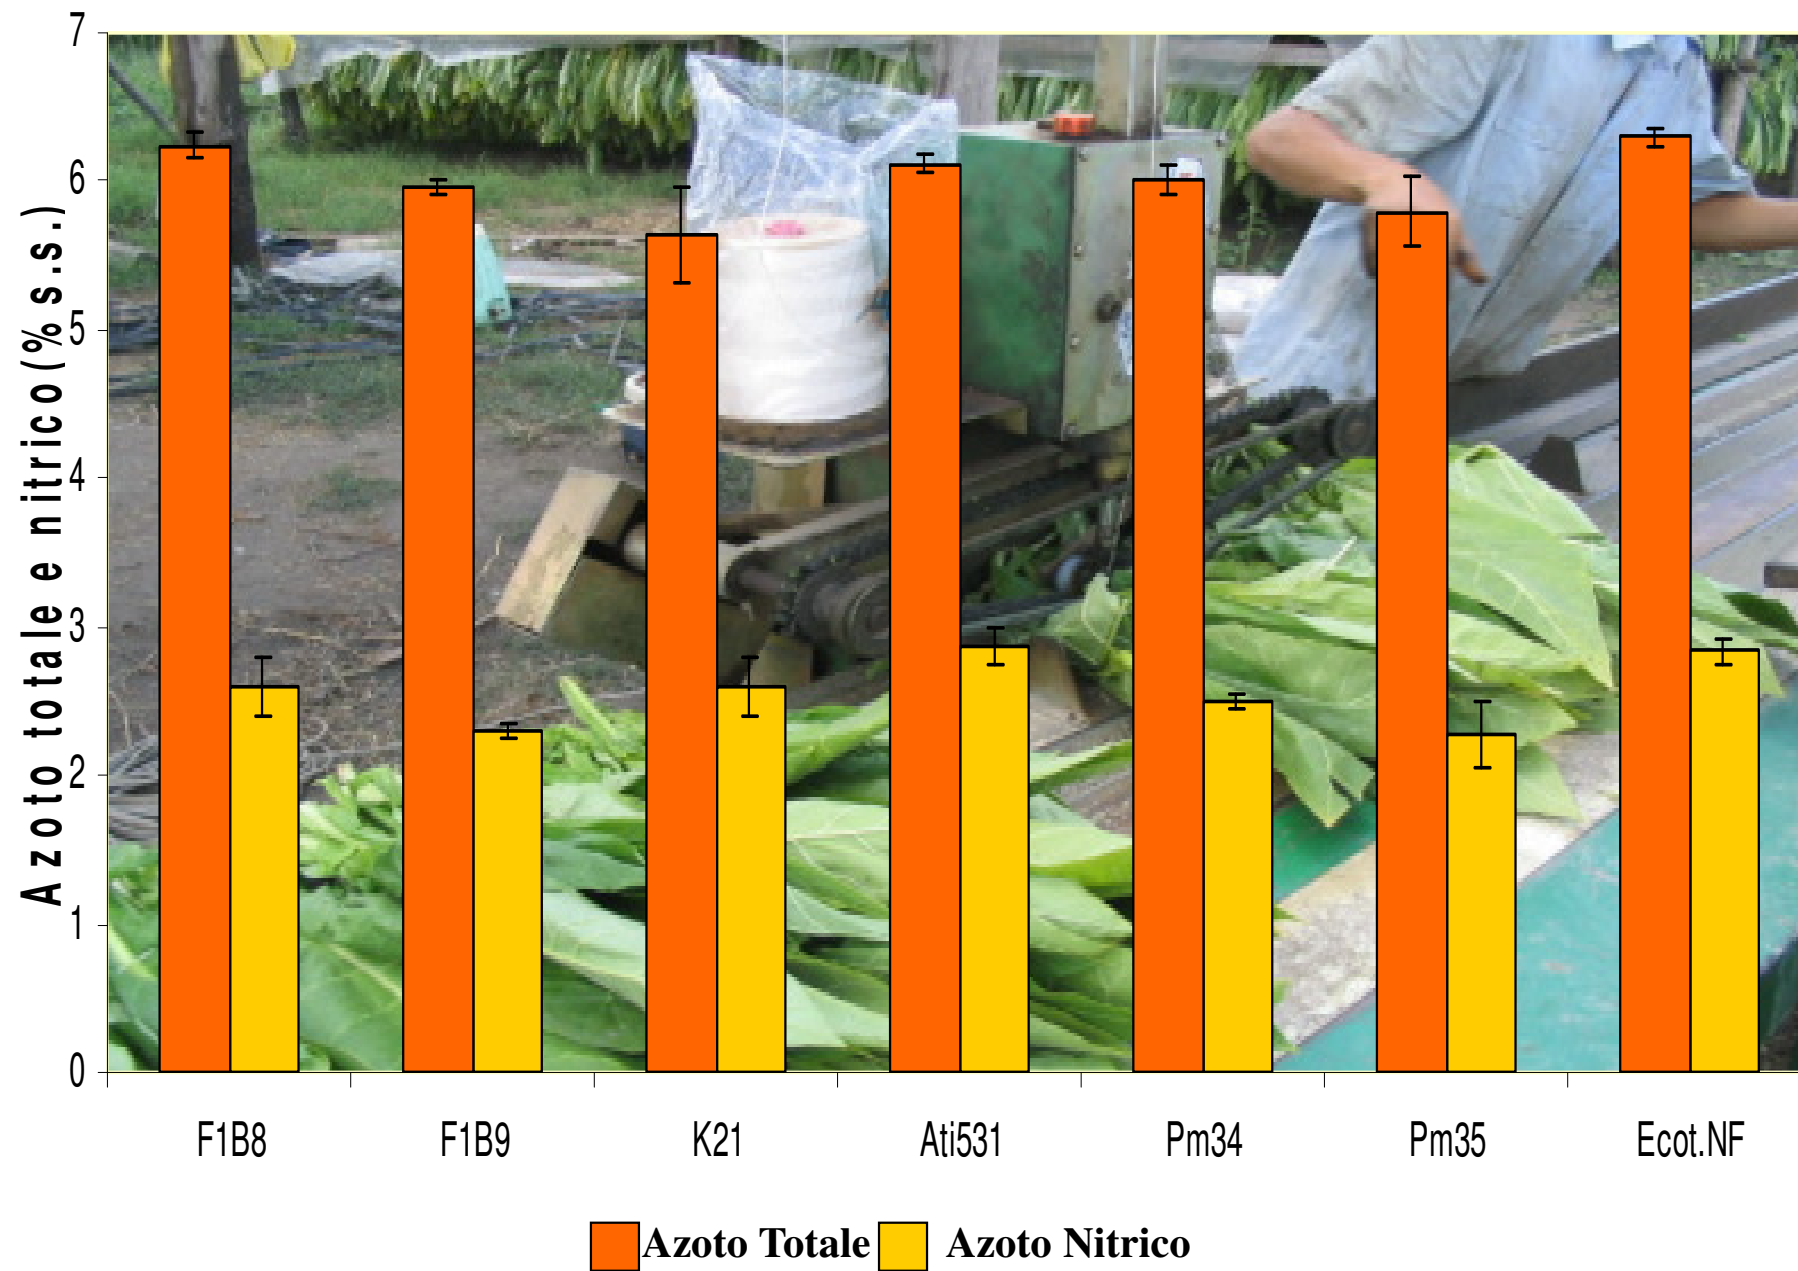 7
6
5
4
3
2
1
0
Azoto totale e nitrico(% s.s.)
F1B8 F1B9 K21 Ati531 Pm34 Pm35 Ecot.NF
Azoto Totale Azoto Nitrico